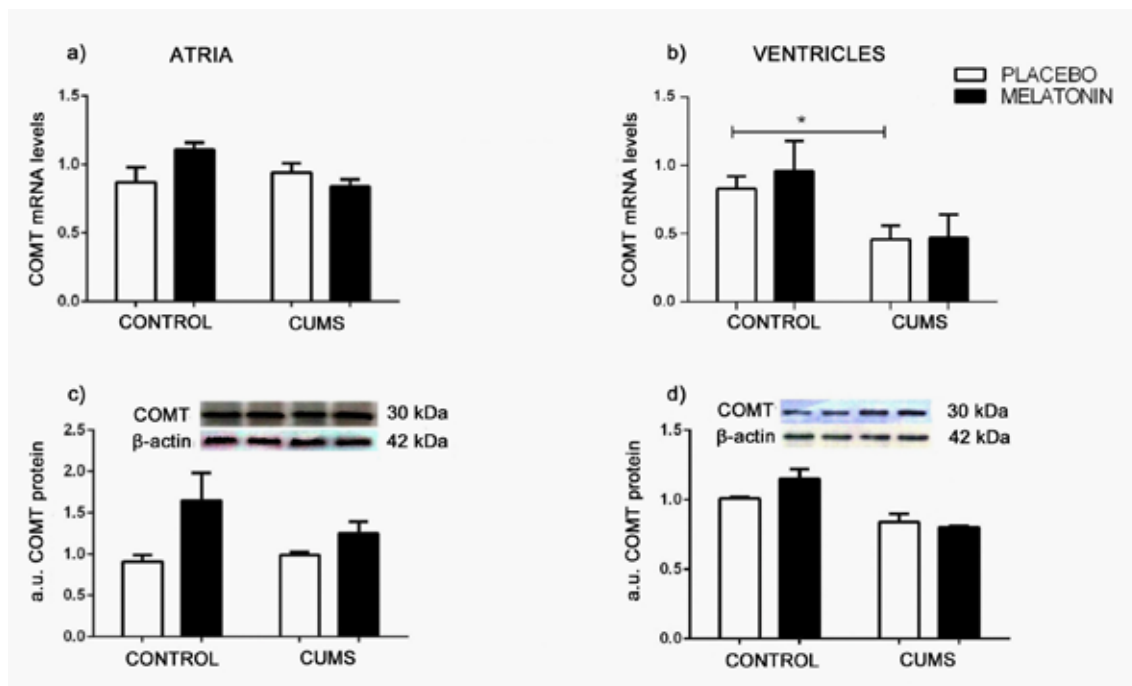 a) ATRIA
COMT mRNA levels
1.5
1.0
0.5
0.0
CONTROL CUMS
b) VENTRICLES
PLACEBO
MELATONIN
COMT mRNA levels
1.5
1.0
0.5
0.0
*
CONTROL CUMS
c)
COMT 30 kDa
β-actin 42 kDa
a.u. COMT protein
2.5
2.0
1.5
1.0
0.5
0.0
CONTROL CUMS
d)
COMT 30 kDa
β-actin 42 kDa
a.u. COMT protein
1.5
1.0
0.5
0.0
CONTROL CUMS